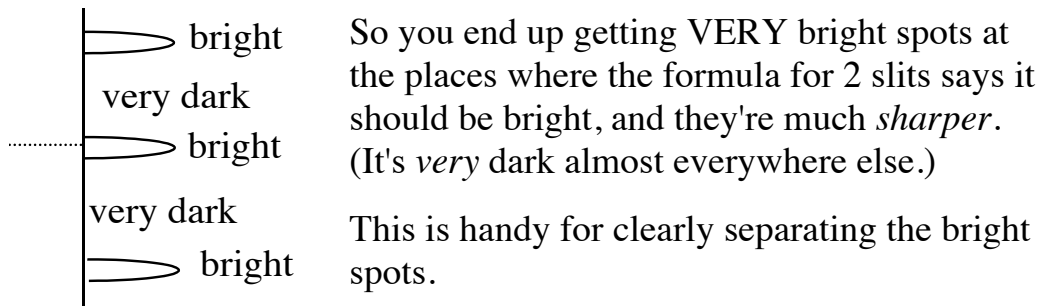 bright
very dark
bright
very dark
bright
So you end up getting VERY bright spots at
the places where the formula for 2 slits says it
should be bright, and they're much sharper.
(It's very dark almost everywhere else.)
This is handy for clearly separating the bright
spots.